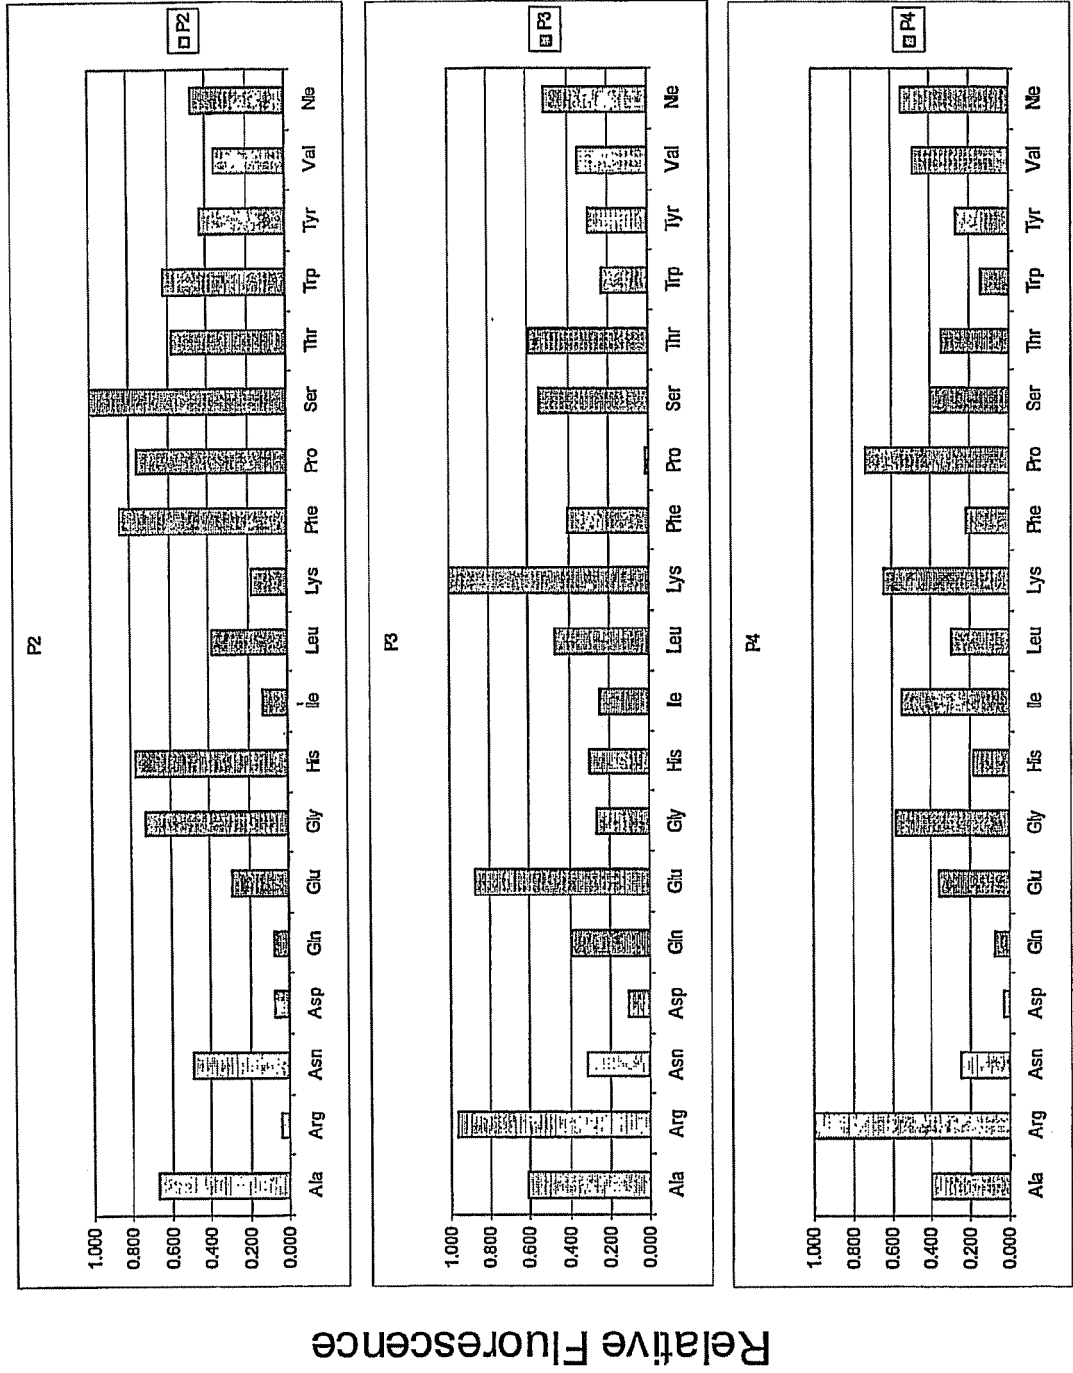 Relative Fluorescence
P2
1.000
0.800
0.600
0.400
0.200
0.000
Ala Arg Asn Asp Gln Glu Gly His Ile Leu Lys Phe Pro Ser Thr Trp Tyr Val Nle
P2
P3
1.000
0.800
0.600
0.400
0.200
0.000
Ala Arg Asn Asp Gln Glu Gly His Ile Leu Lys Phe Pro Ser Thr Trp Tyr Val Nle
P3
P4
1.000
0.800
0.600
0.400
0.200
0.000
Ala Arg Asn Asp Gln Glu Gly His Ile Leu Lys Phe Pro Ser Thr Trp Tyr Val Nle
P4